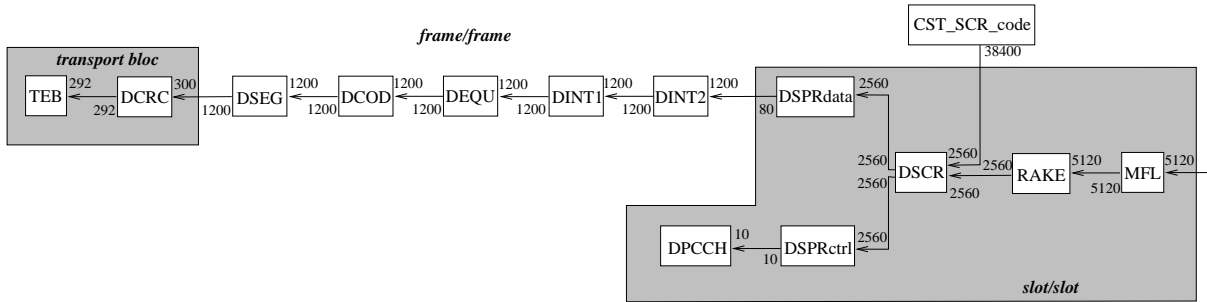 CST_SCR_code
38400
frame/frame
transport bloc
TEB
292
292
DCRC
300
1200
DSEG
1200
1200
DCOD
1200
1200
DEQU
1200
1200
DINT1
1200
1200
DINT2
1200
80
DSPRdata
2560
2560
2560
DSCR
2560
2560
2560
RAKE
5120
5120
MFL
5120
DPCCH
10
10
DSPRctrl
2560
slot/slot